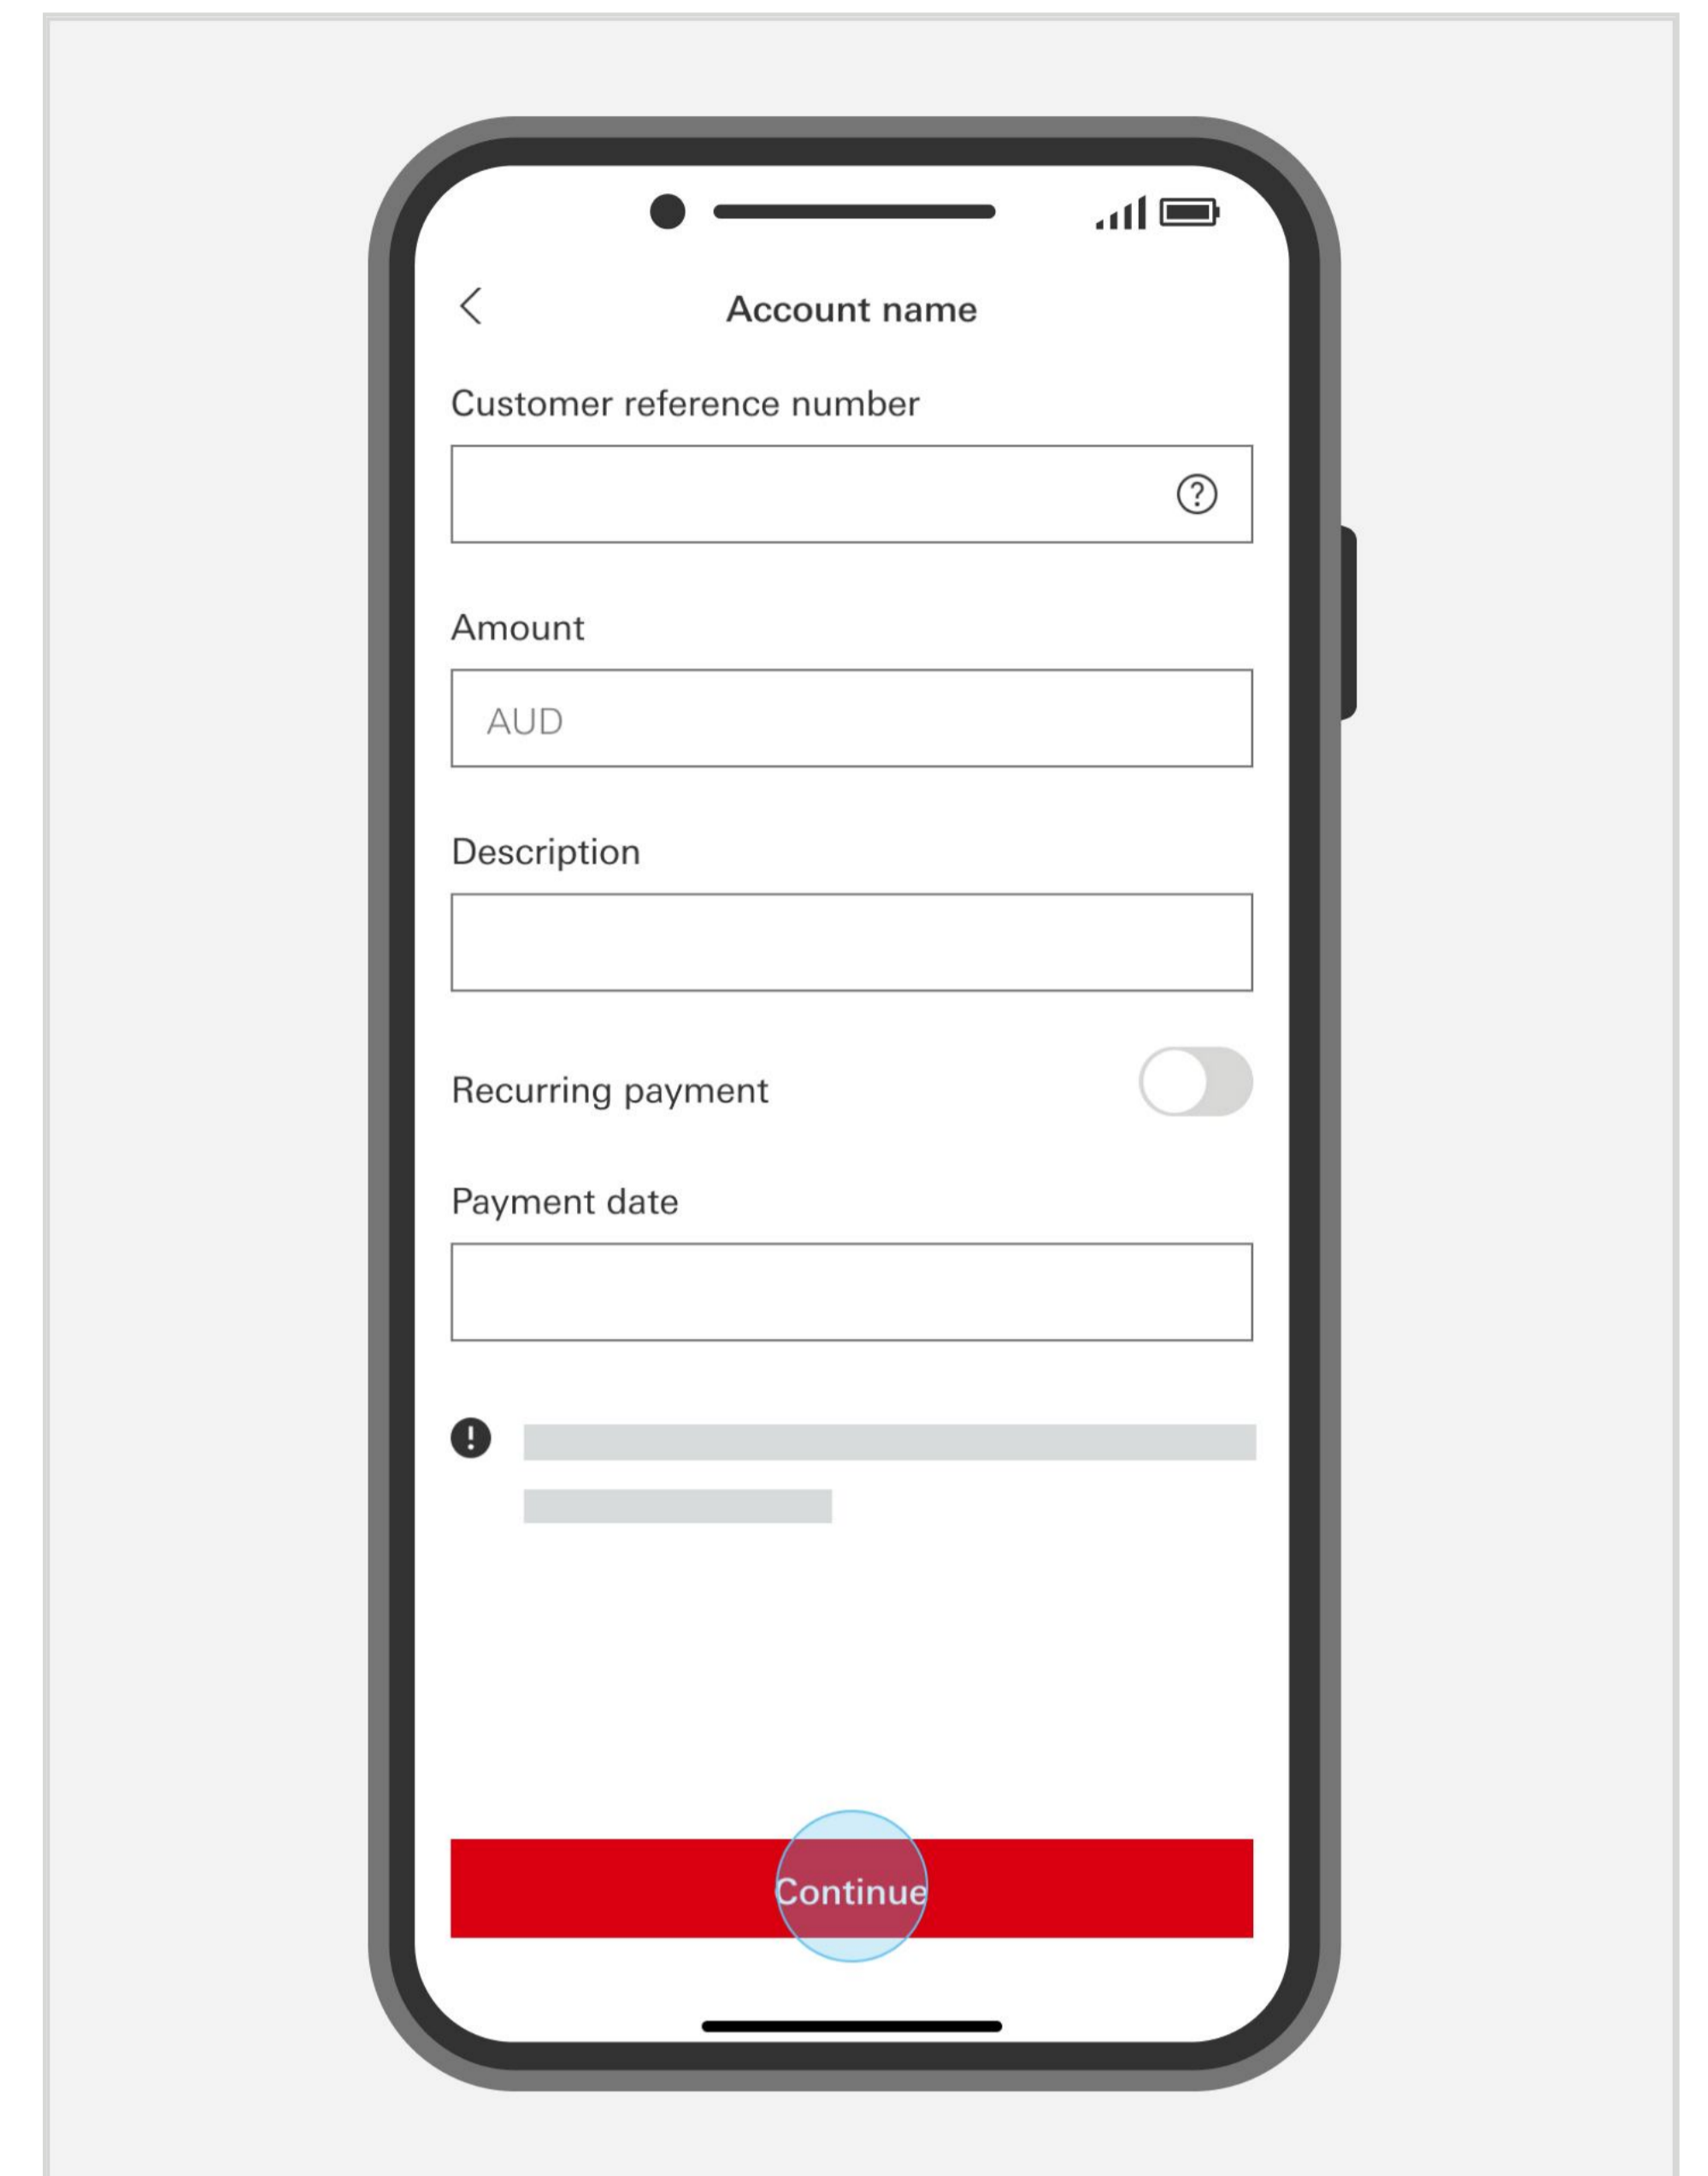 Account name
Customer reference number
Amount
AUD
Description
Recurring payment
Payment date
Continue